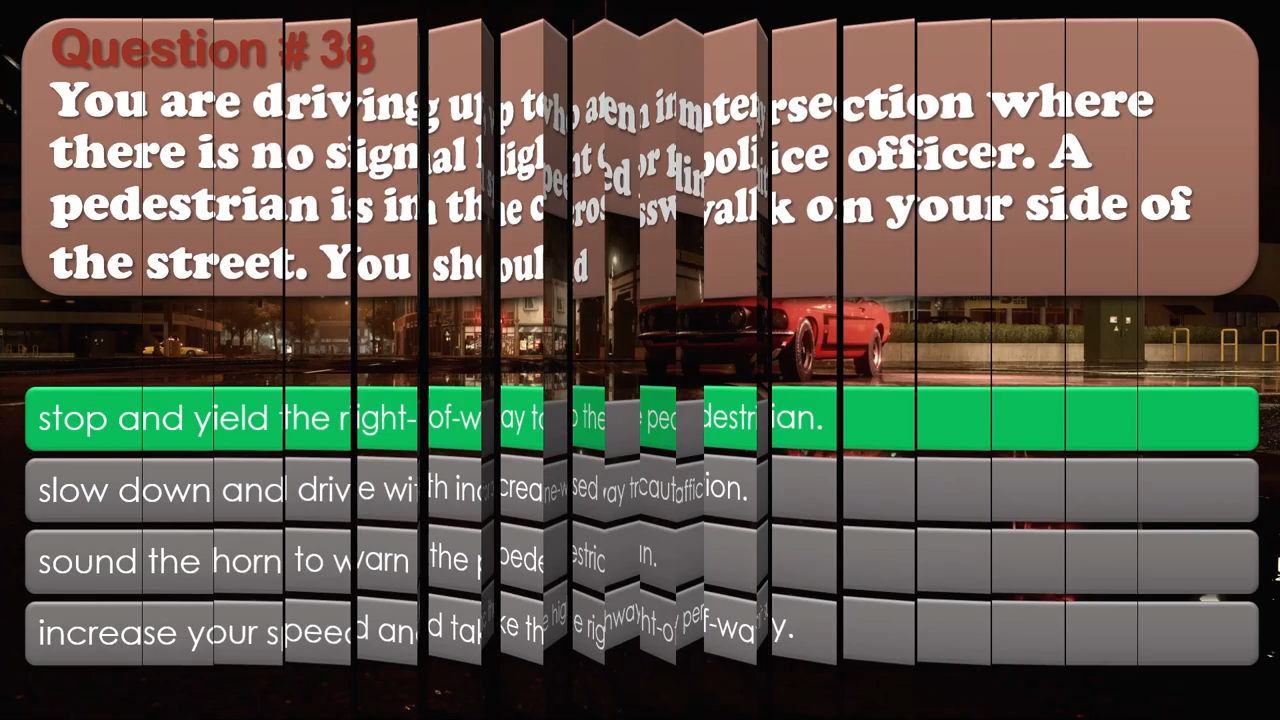 Question # 38
You are driving up to an intersection where
there is no signal light or police officer. A
pedestrian is in the crosswalk on your side of
the street. You should
stop and yield the right-of-way to the pedestrian.
slow down and drive with increased caution.
sound the horn to warn the pedestrian.
increase your speed and take the right-of-way.